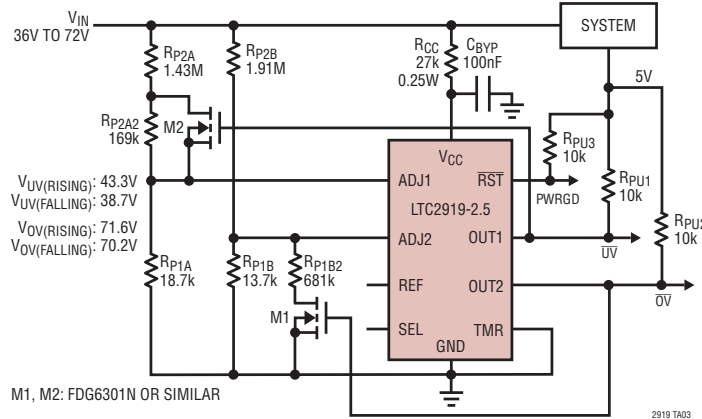 VIN
36V TO 72V
SYSTEM
RP2A
1.43M
RP2B
1.91M
RCC
27k
0.25W
CBYP
100nF
5V
RP2A2
169k
M2
RPU3
10k
VCC
VUV(RISING): 43.3V
VUV(FALLING): 38.7V
ADJ1
RST
PWRGD
RPU1
10k
LTC2919-2.5
VOV(RISING): 71.6V
VOV(FALLING): 70.2V
ADJ2
OUT1
UV
RPU2
10k
RP1A
18.7k
RP1B
13.7k
RP1B2
681k
REF
OUT2
OV
M1
SEL
TMR
GND
M1, M2: FDG6301N OR SIMILAR
2919 TA03